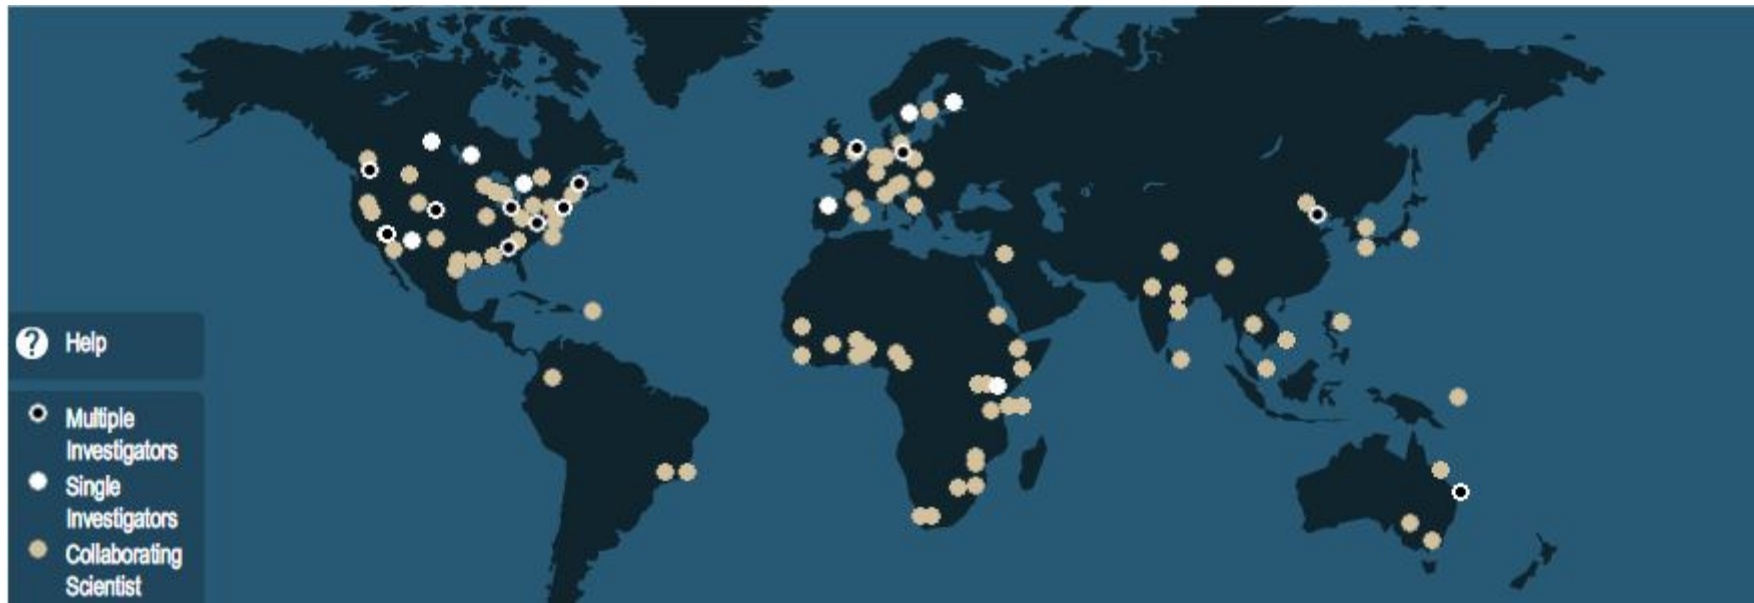 ?
Help
Multiple
Investigators
Single
Investigators
Collaborating
Scientist